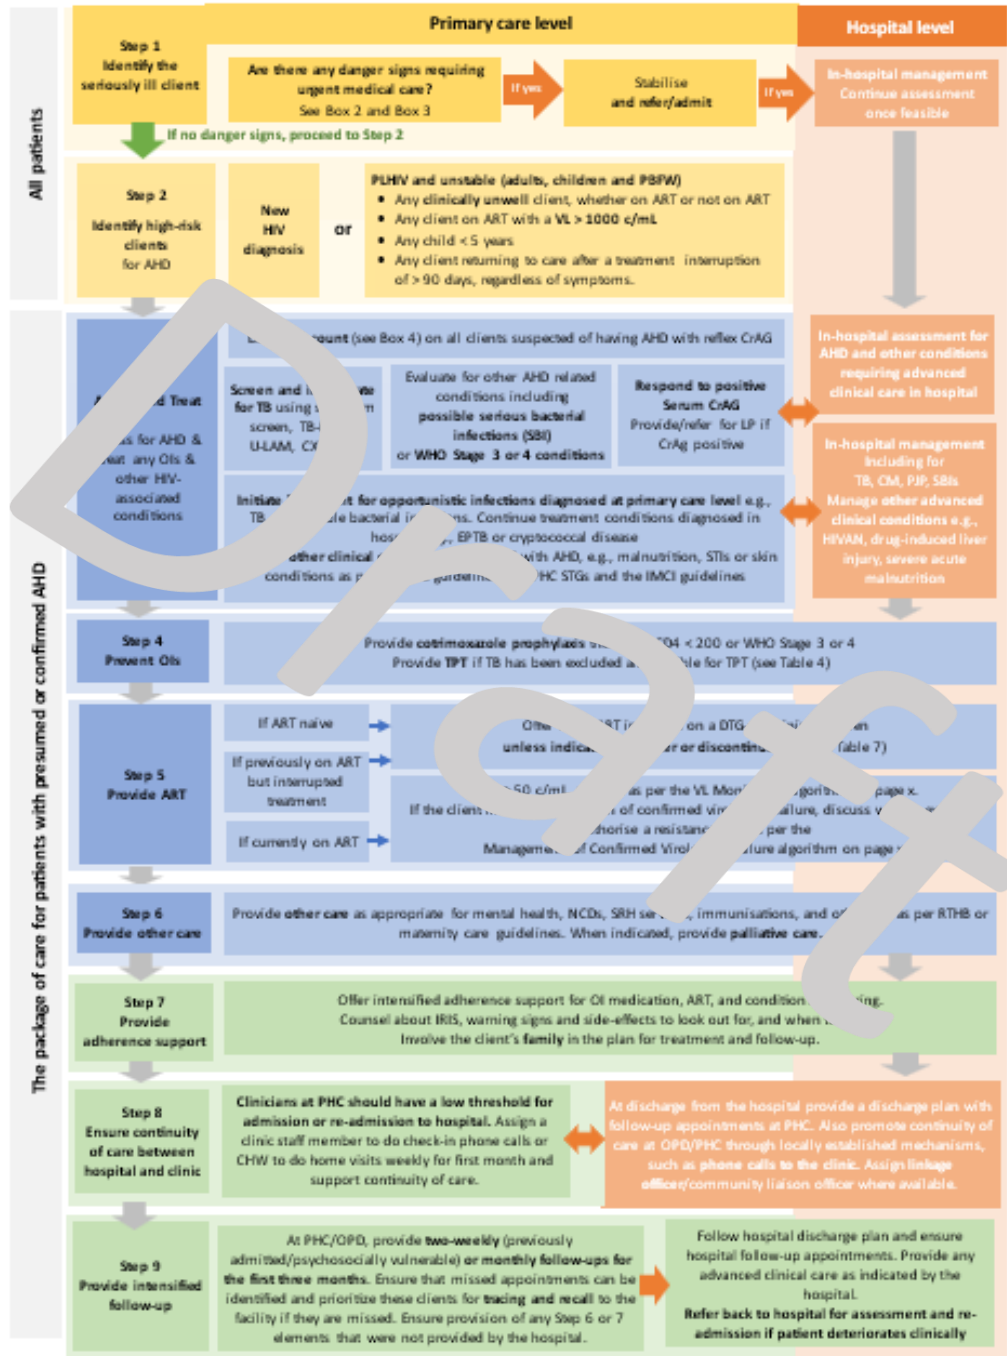 Primary care level
Hospital level
Step 1
Identify the
seriously ill client
Are there any danger signs requiring
urgent medical care?
See Box 2 and Box 3
If yes
Stabilise
and refer/admit
If yes
In-hospital management
Continue assessment
once feasible
If no danger signs, proceed to Step 2
All patients
Step 2
Identify high-risk
clients
for AHD
New
HIV
diagnosis
or
PLHIV and unstable (adults, children and PBFW)
• Any clinically unwell client, whether on ART or not on ART
• Any client on ART with a VL > 1000 c/mL
• Any child < 5 years
• Any client returning to care after a treatment interruption
of > 90 days, regardless of symptoms.
The package of care for patients with presumed or confirmed AHD
Treat
for AHD &
any OIs &
other HIV-
associated
conditions
(see Box 4) on all clients suspected of having AHD with reflex CrAG
Screen and
for TB using
screen,
U-LAM,
Evaluate for other AHD related
conditions including
possible serious bacterial
infections (SBI)
or WHO Stage 3 or 4 conditions
Respond to positive
Serum CrAG
Provide/refer for LP if
CrAg positive
In-hospital assessment for
AHD and other conditions
requiring advanced
clinical care in hospital
In-hospital management
Including for
TB, CM, PJP, SBIs
Manage other advanced
clinical conditions e.g.,
HIVAN, drug-induced liver
injury, severe acute
malnutrition
Initiate for opportunistic infections diagnosed at primary care level e.g.,
bacterial Continue treatment conditions diagnosed in
EPTB or cryptococcal disease
other clinical with AHD, e.g., malnutrition, STIs or skin
conditions as STGs and the IMCI guidelines
Step 4
Prevent OIs
Provide cotrimoxazole prophylaxis < 200 or WHO Stage 3 or 4
Provide TPT if TB has been excluded for TPT (see Table 4)
Step 5
Provide ART
If ART naive
If previously on ART
but interrupted
treatment
If currently on ART
on a DTG
unless 7)
50 as per the VL page x.
If the client of confirmed discuss
a per the
of Confirmed algorithm on page
Step 6
Provide other care
Provide other care as appropriate for mental health, NCDs, SRH immunisations, and as per RTHB or
maternity care guidelines. When indicated, provide palliative care.
Step 7
Provide
adherence support
Offer intensified adherence support for OI medication, ART, and condition
Counsel about IRIS, warning signs and side-effects to look out for, and when
Involve the client's family in the plan for treatment and follow-up.
Step 8
Ensure continuity
of care between
hospital and clinic
Clinicians at PHC should have a low threshold for
admission or re-admission to hospital. Assign a
clinic staff member to do check-in phone calls or
CHW to do home visits weekly for first month and
support continuity of care.
At discharge from the hospital provide a discharge plan with
follow-up appointments at PHC. Also promote continuity of
care at OPD/PHC through locally established mechanisms,
such as phone calls to the clinic. Assign linkage
officer/community liaison officer where available.
Step 9
Provide intensified
follow-up
At PHC/OPD, provide two-weekly (previously
admitted/psychosocially vulnerable) or monthly follow-ups for
the first three months. Ensure that missed appointments can be
identified and prioritize these clients for tracing and recall to the
facility if they are missed. Ensure provision of any Step 6 or 7
elements that were not provided by the hospital.
Follow hospital discharge plan and ensure
hospital follow-up appointments. Provide any
advanced clinical care as indicated by the
hospital.
Refer back to hospital for assessment and re-
admission if patient deteriorates clinically
Draft